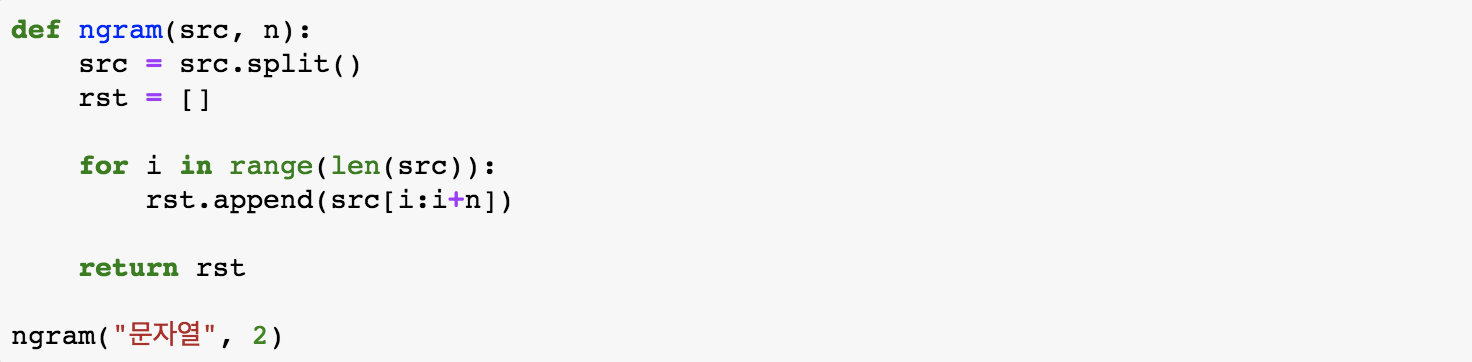 def ngram(src, n):
    src = src.split()
    rst = []

    for i in range(len(src)):
        rst.append(src[i:i+n])

    return rst

ngram("문자열", 2)